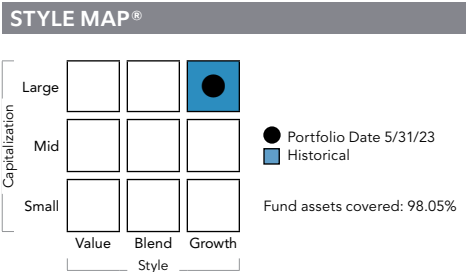 STYLE MAP®
Capitalization
Large
Mid
Small
Value Blend Growth
Style
Portfolio Date 5/31/23
Historical
Fund assets covered: 98.05%